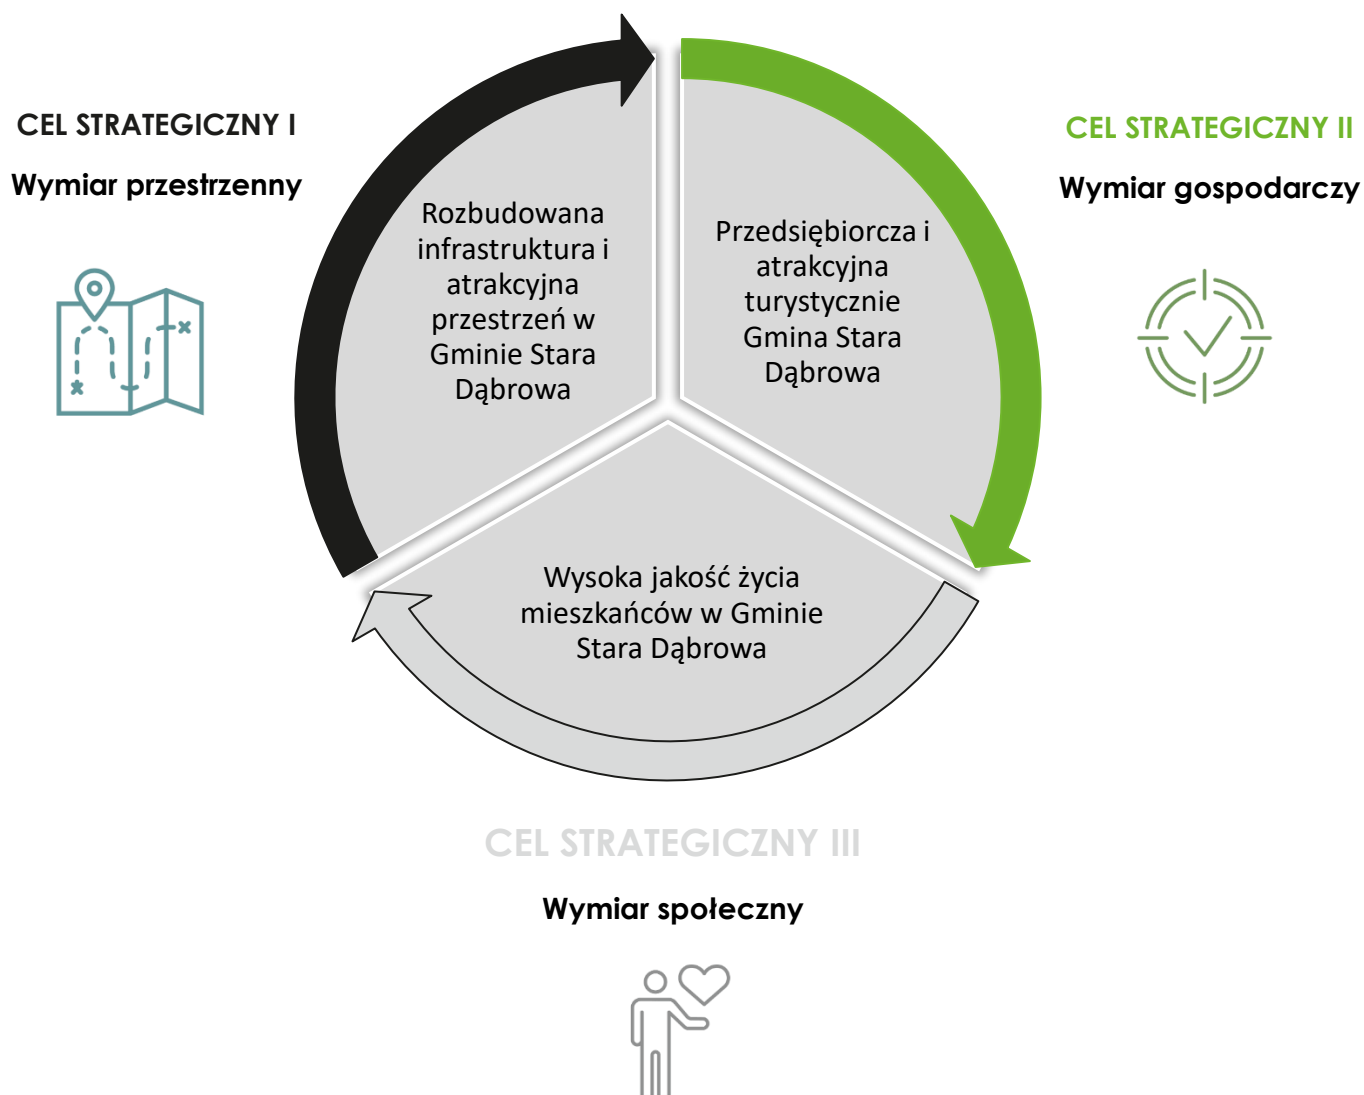 CEL STRATEGICZNY I
Wymiar przestrzenny
Rozbudowana
infrastruktura i
atrakcyjna
przestrzeń w
Gminie Stara
Dąbrowa
CEL STRATEGICZNY II
Wymiar gospodarczy
Przedsiębiorcza i
atrakcyjna
turystycznie
Gmina Stara
Dąbrowa
Wysoka jakość życia
mieszkańców w Gminie
Stara Dąbrowa
CEL STRATEGICZNY III
Wymiar społeczny